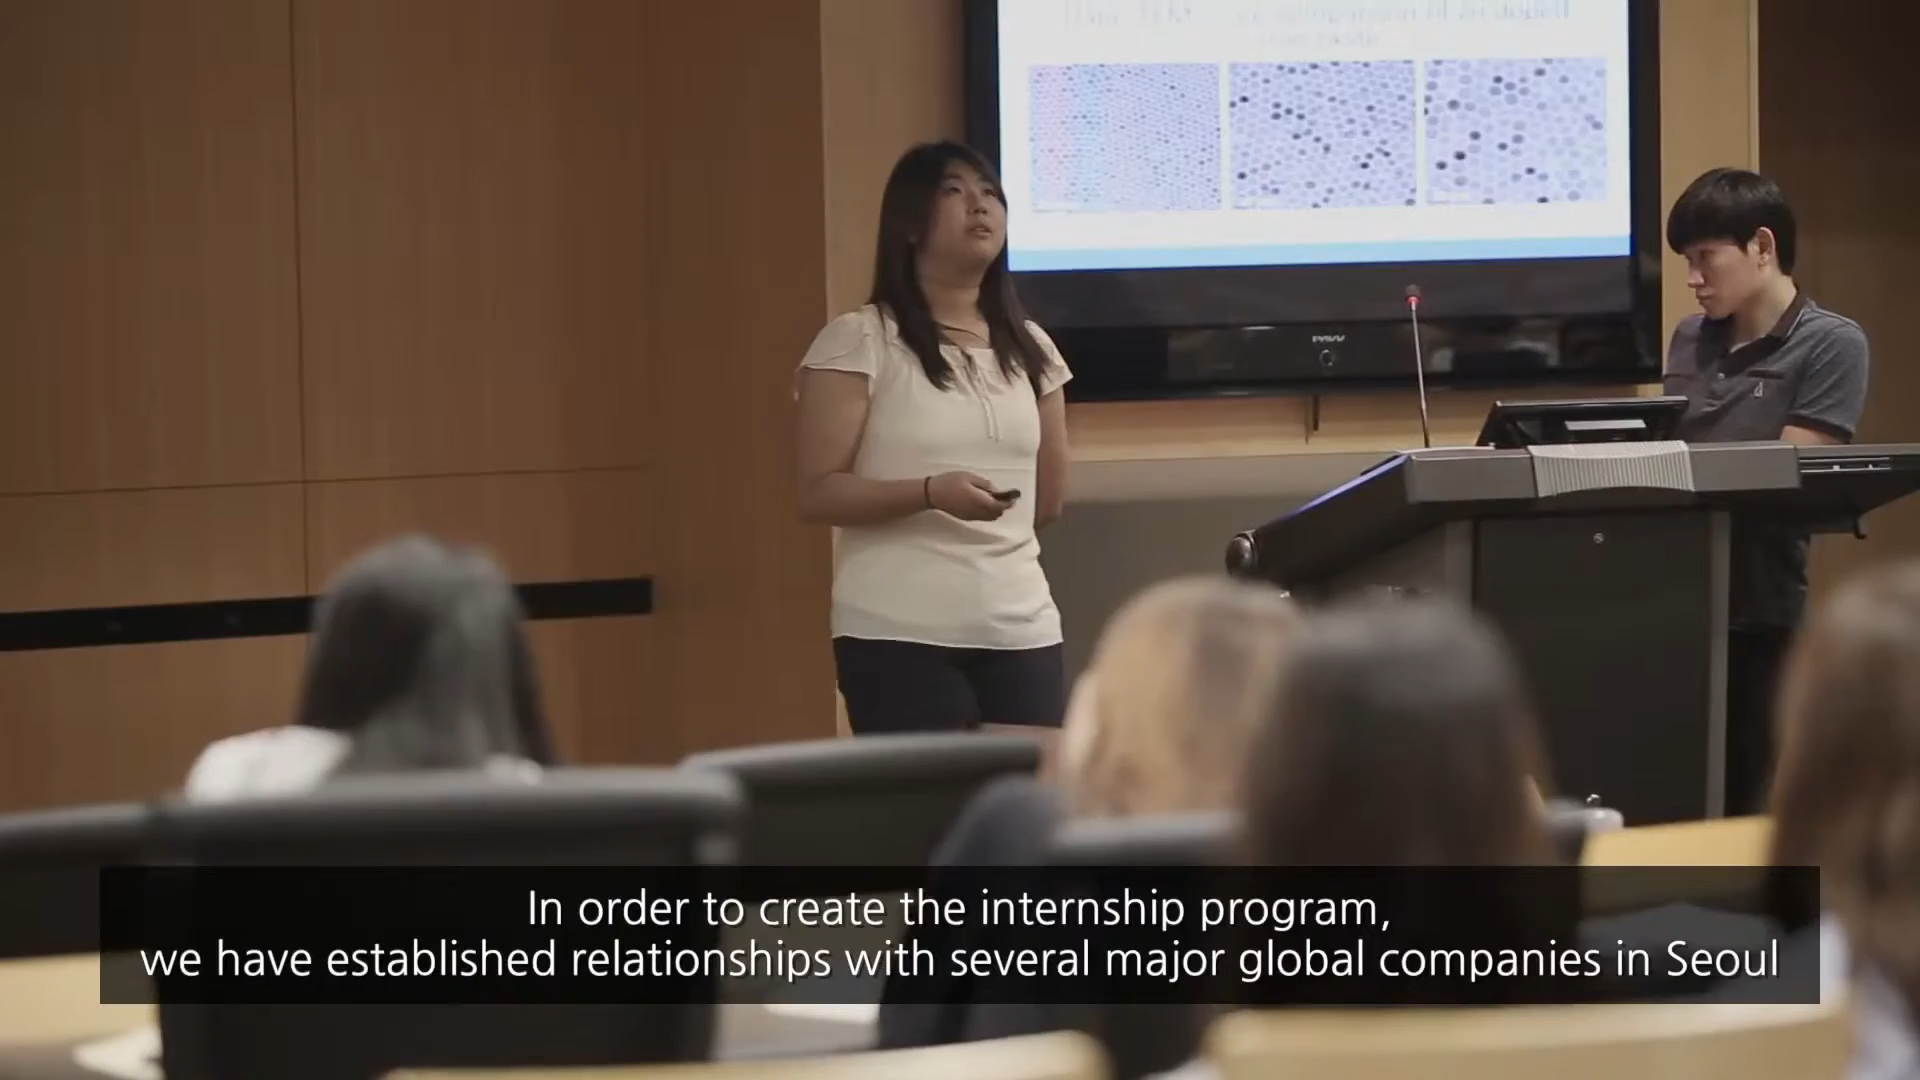 In order to create the internship program,
we have established relationships with several major global companies in Seoul